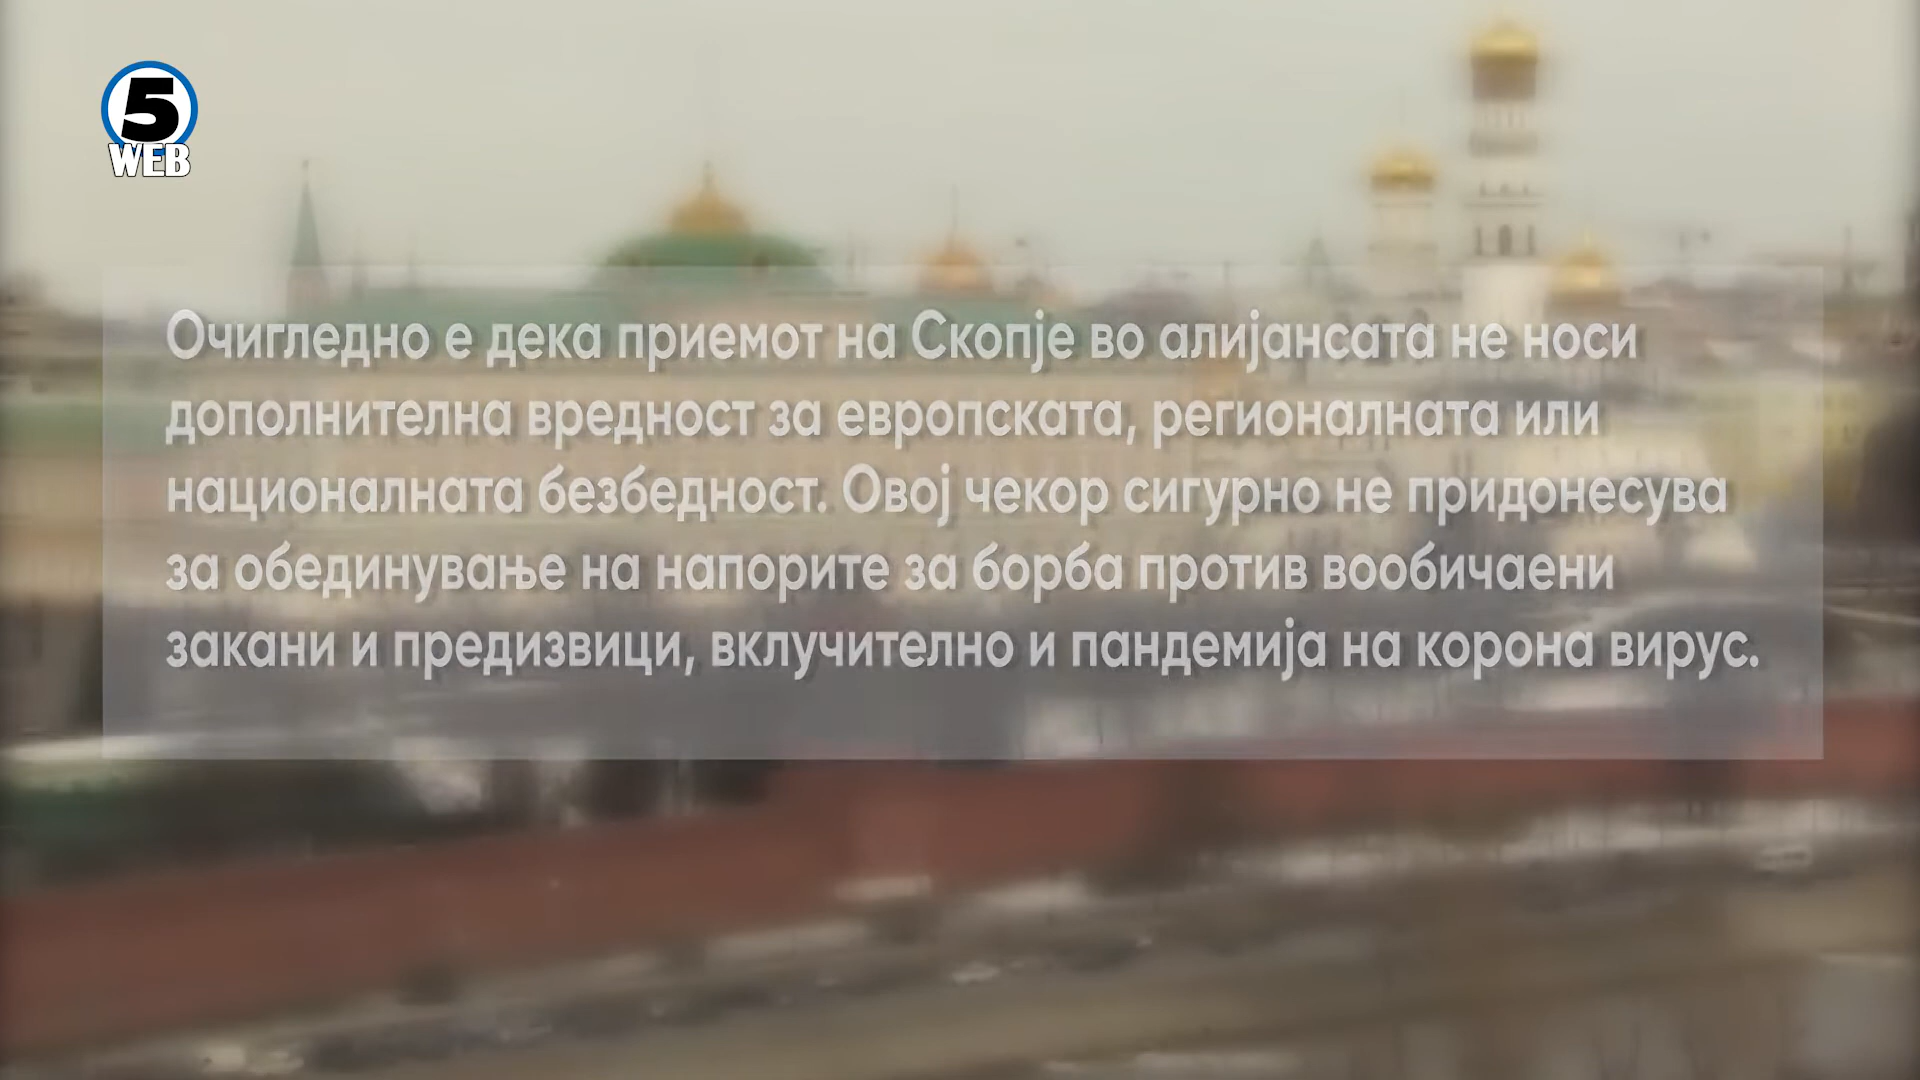 5
WEB
Очигледно е дека приемот на Скопје во алијансата не носи
дополнителна вредност за европската, регионалната или
националната безбедност. Овој чекор сигурно не придонесува
за обединување на напорите за борба против вообичаени
закани и предизвици, вклучително и пандемија на корона вирус.